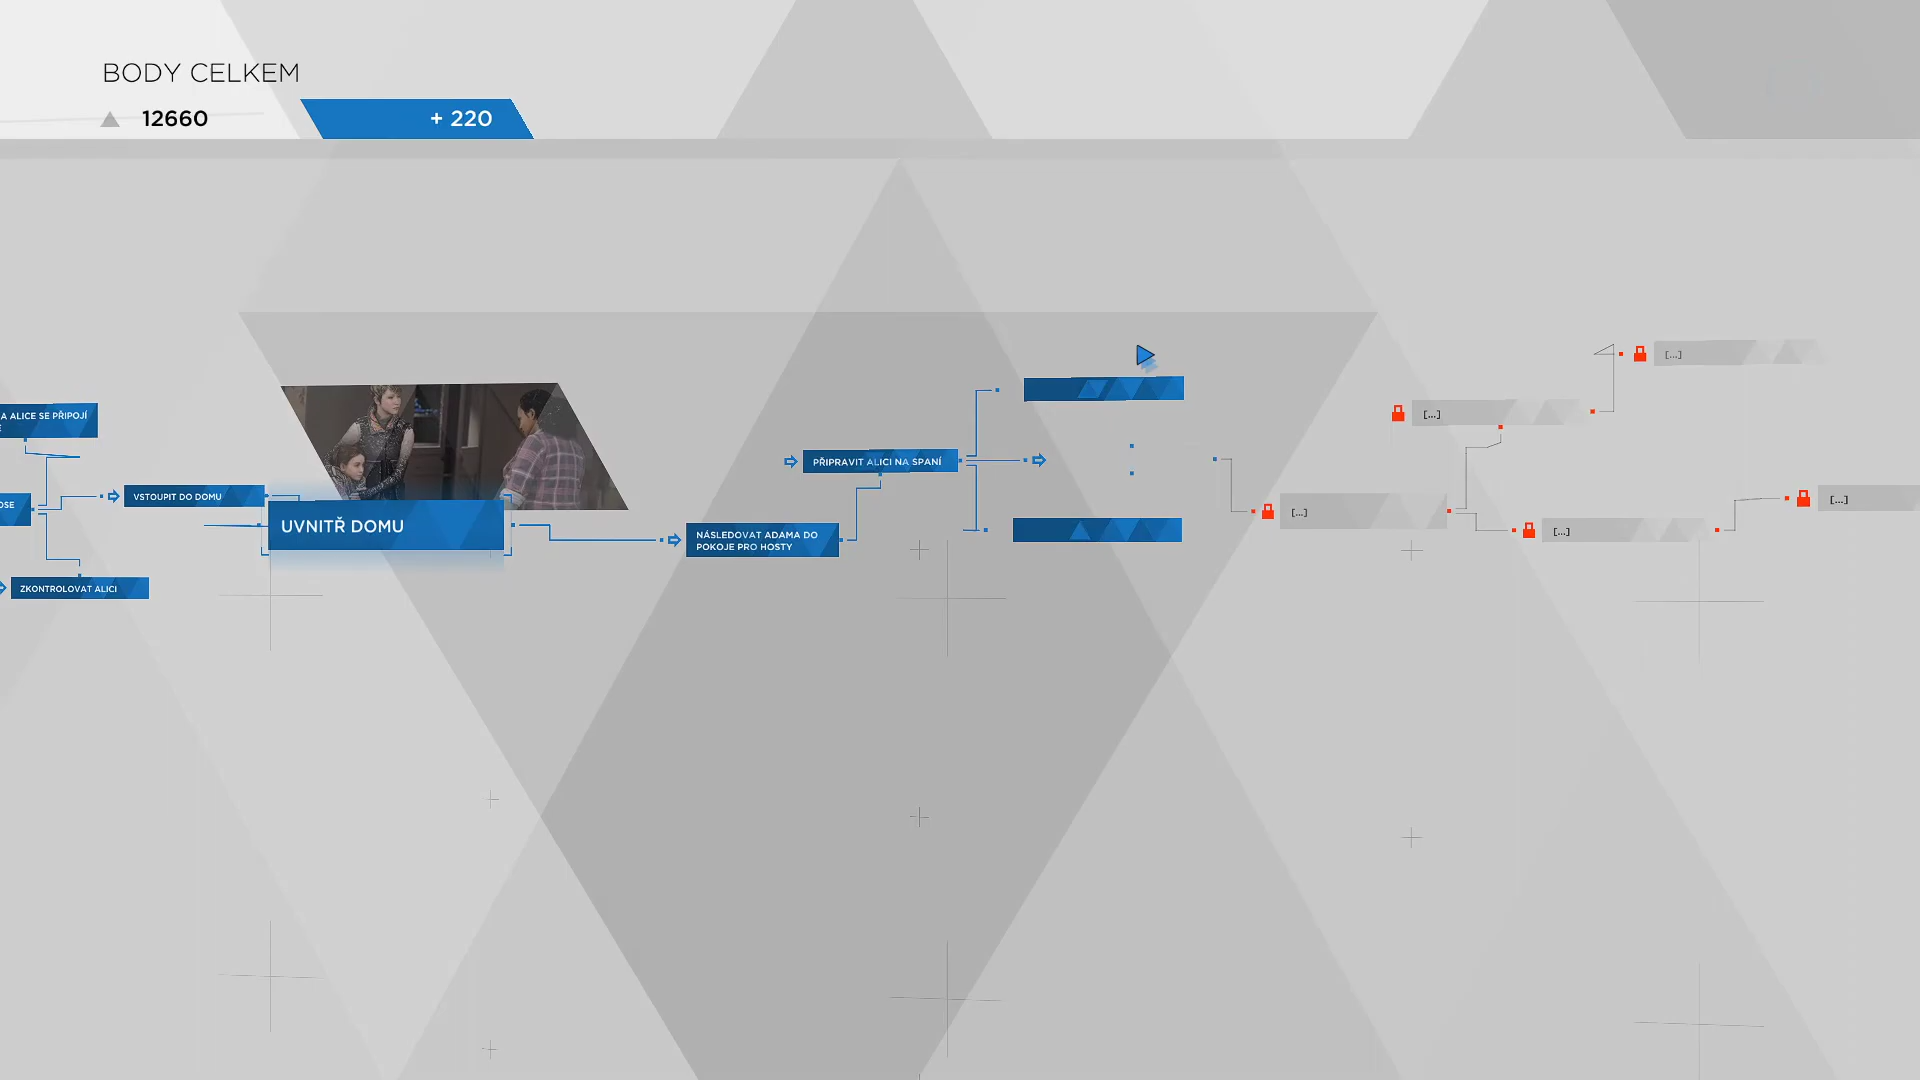 BODY CELKEM
12660
+ 220
A ALICE SE PŘIPOJÍ
E
OSE
VSTOUPIT DO DOMU
UVNITŘ DOMU
ZKONTROLOVAT ALICI
NÁSLEDOVAT ADAMA DO
POKOJE PRO HOSTY
PŘIPRAVIT ALICI NA SPANÍ
[...]
[...]
[...]
[...]
[...]